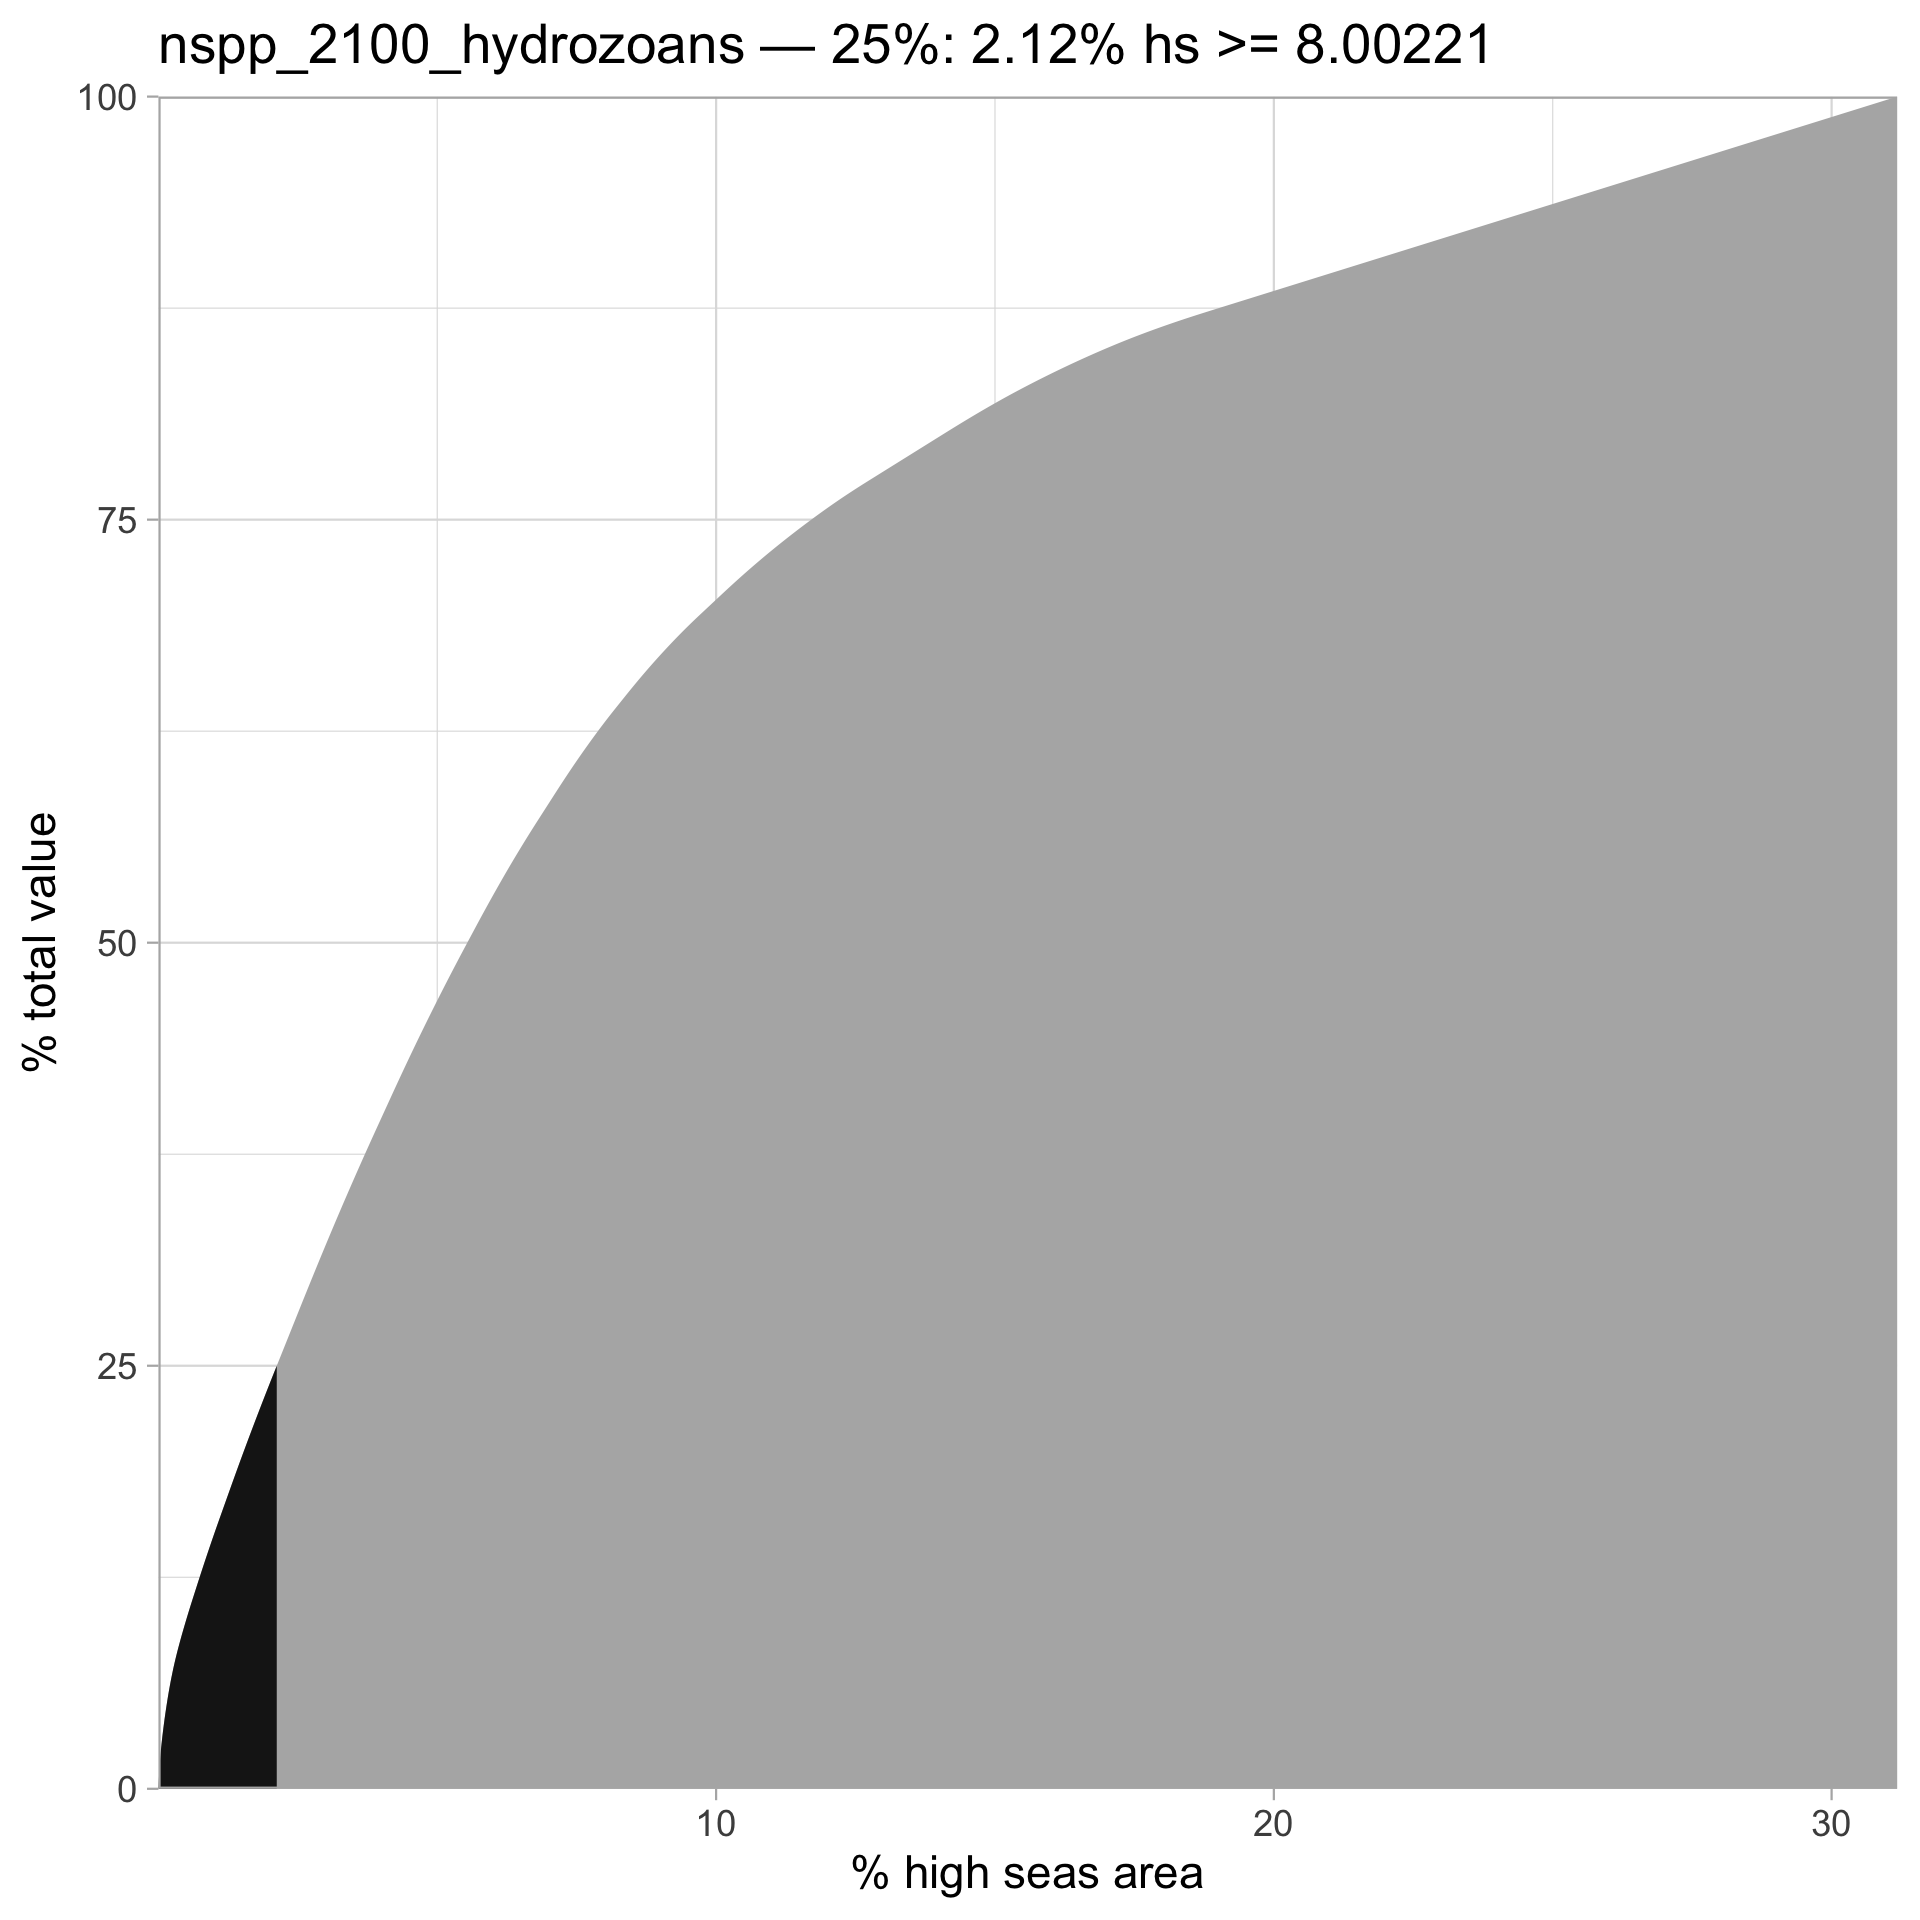 nspp_2100_hydrozoans — 25%: 2.12% hs >= 8.00221
100
75
50
25
0
% total value
10
20
30
% high seas area